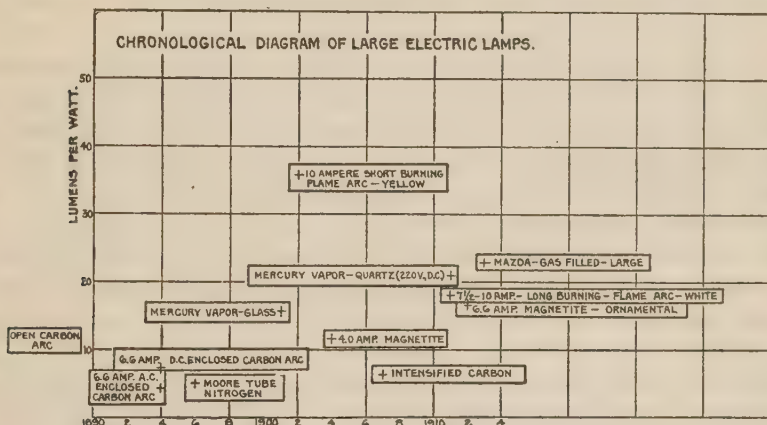 CHRONOLOGICAL DIAGRAM OF LARGE ELECTRIC LAMPS.
LUMENS PER WATT.
50
40
30
20
10
+10 AMPERE SHORT BURNING
FLAME ARC - YELLOW
+ MAZDA-GAS FILLED-LARGE
MERCURY VAPOR-QUARTZ (220V, D.C.)+
+7½-10 AMP.- LONG BURNING - FLAME ARC-WHITE
+6.6 AMP. MAGNETITE - ORNAMENTAL
MERCURY VAPOR-GLASS+
OPEN CARBON
ARC
+4.0 AMP. MAGNETITE
6.6 AMP. D.C. ENCLOSED CARBON ARC
+
6.6 AMP. A.C.
ENCLOSED +
CARBON ARC
+ MOORE TUBE
NITROGEN
+ INTENSIFIED CARBON
1890 2 4 6 8 1900 2 4 6 8 1910 2 4